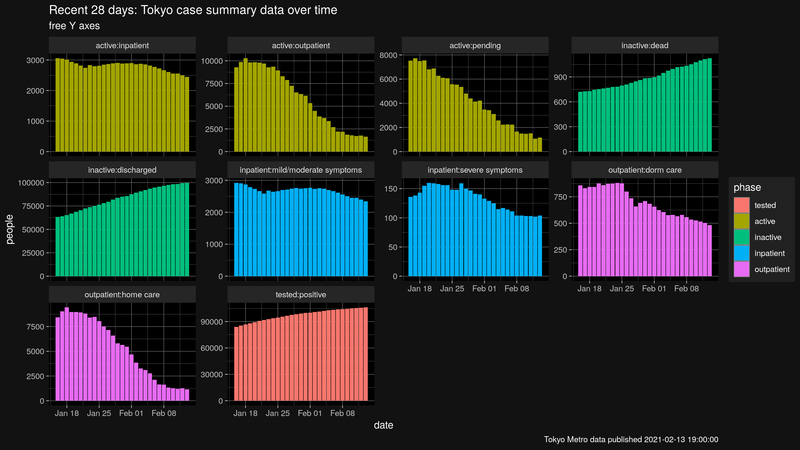 Recent 28 days: Tokyo case summary data over time
free Y axes
active:inpatient
active:outpatient
active:pending
inactive:dead
3000
2000
1000
0
10000
7500
5000
2500
0
8000
6000
4000
2000
0
900
600
300
0
inactive:discharged
inpatient:mild/moderate symptoms
inpatient:severe symptoms
outpatient:dorm care
100000
75000
50000
25000
0
3000
2000
1000
0
150
100
50
0
750
500
250
0
Jan 18 Jan 25 Feb 01 Feb 08
Jan 18 Jan 25 Feb 01 Feb 08
outpatient:home care
tested:positive
7500
5000
2500
0
90000
60000
30000
0
Jan 18 Jan 25 Feb 01 Feb 08
Jan 18 Jan 25 Feb 01 Feb 08
people
date
phase
tested
active
inactive
inpatient
outpatient
Tokyo Metro data published 2021-02-13 19:00:00